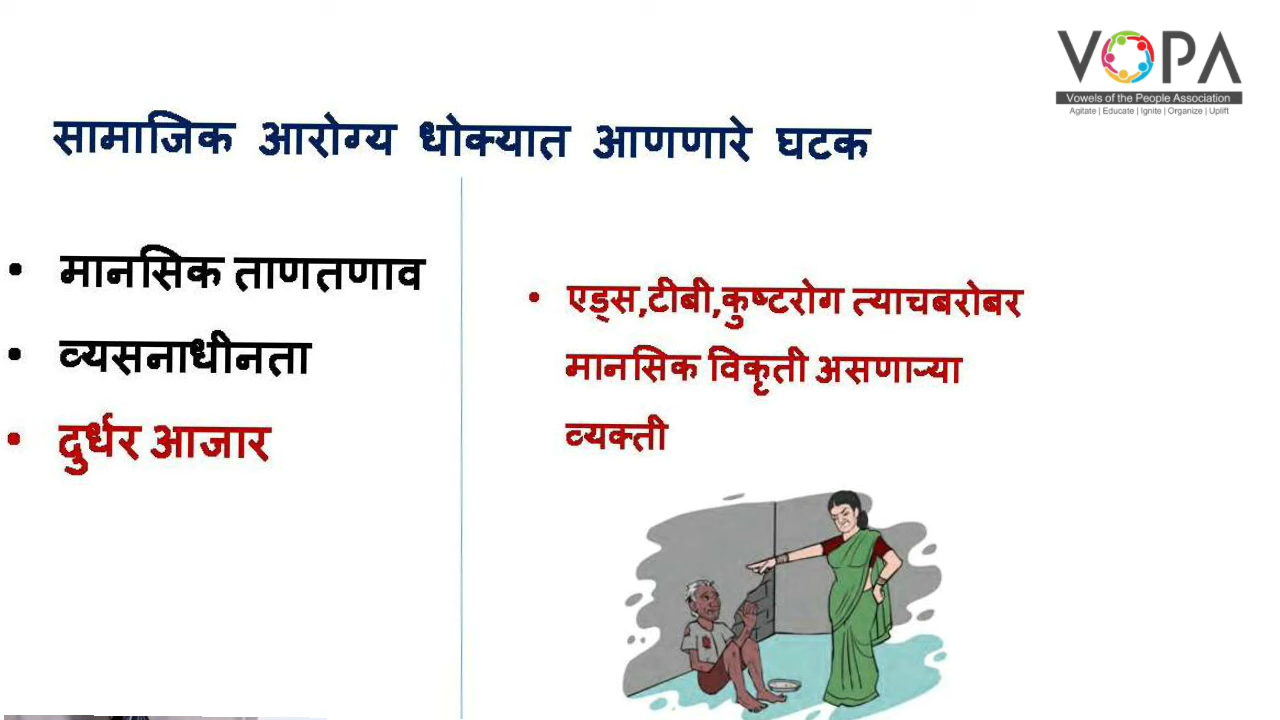 VOPA
Vowels of the People Association
Agitate | Educate | Ignite | Organize | Uplift
सामाजिक आरोग्य धोक्यात आणणारे घटक
• मानसिक ताणतणाव
• व्यसनाधीनता
• दुर्धर आजार
• एड्स,टीबी,कुष्टरोग त्याचबरोबर
मानसिक विकृती असणाऱ्या
व्यक्ती